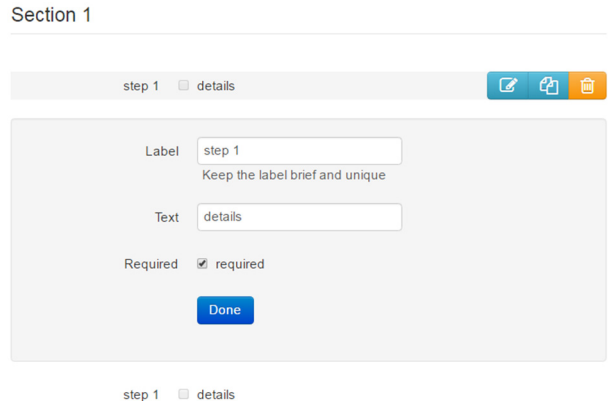 Section 1
step 1 details
Label step 1
Keep the label brief and unique
Text details
Required required
Done
step 1 details